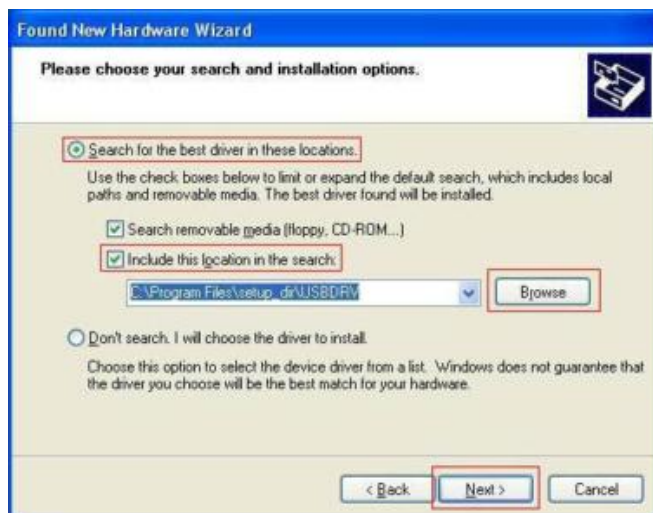 Found New Hardware Wizard
Please choose your search and installation options.
Search for the best driver in these locations.
Use the check boxes below to limit or expand the default search, which includes local
paths and removable media. The best driver found will be installed.
Search removable media (floppy, CD-ROM...)
Include this location in the search:
C:\Program Files\setup_dir\USBDRV
Browse
Don't search. I will choose the driver to install.
Choose this option to select the device driver from a list. Windows does not guarantee that
the driver you choose will be the best match for your hardware.
< Back Next > Cancel